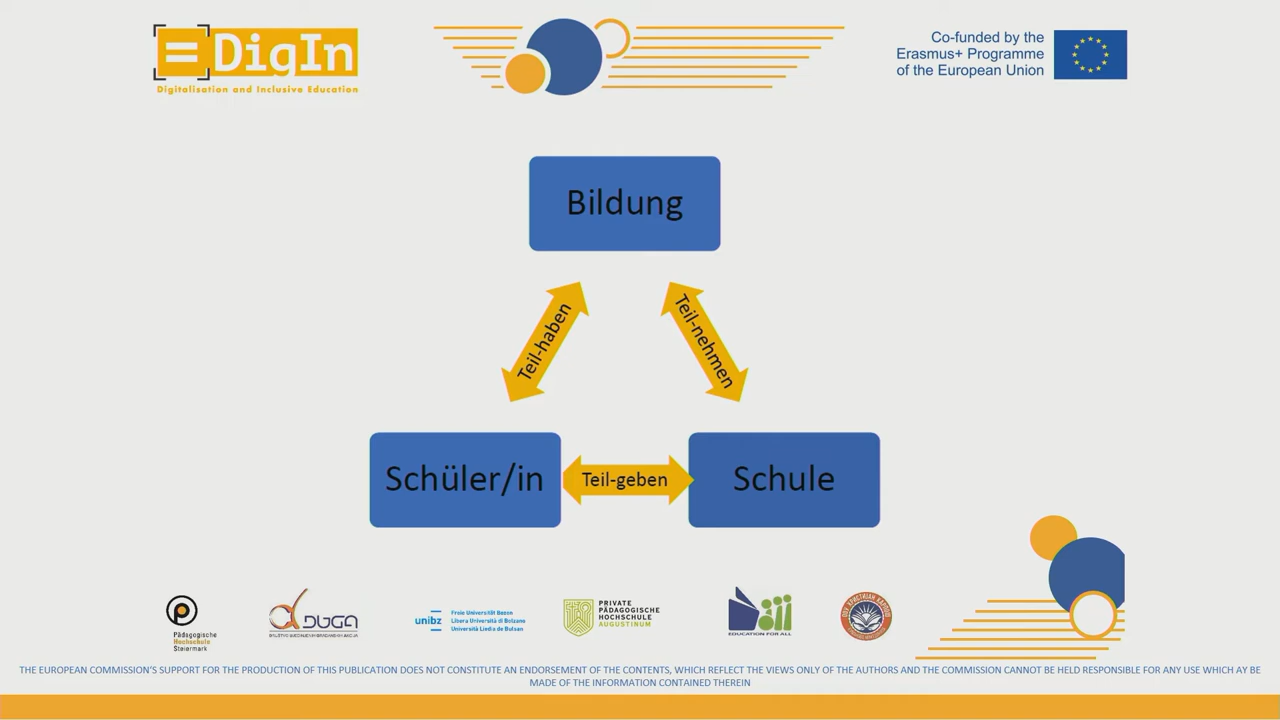 =DigIn
Digitalisation and Inclusive Education
Co-funded by the
Erasmus+ Programme
of the European Union
Bildung
Teil-haben
Teil-nehmen
Schüler/in
Teil-geben
Schule
Pädagogische
Hochschule
Steiermark
DUGA
unibz
Freie Universität Bozen
Libera Università di Bolzano
Università Liedia de Bulsan
PRIVATE
PÄDAGOGISCHE
HOCHSCHULE
AUGUSTINUM
EDUCATION FOR ALL
THE EUROPEAN COMMISSION'S SUPPORT FOR THE PRODUCTION OF THIS PUBLICATION DOES NOT CONSTITUTE AN ENDORSEMENT OF THE CONTENTS, WHICH REFLECT THE VIEWS ONLY OF THE AUTHORS AND THE COMMISSION CANNOT BE HELD RESPONSIBLE FOR ANY USE WHICH AY BE
MADE OF THE INFORMATION CONTAINED THEREIN